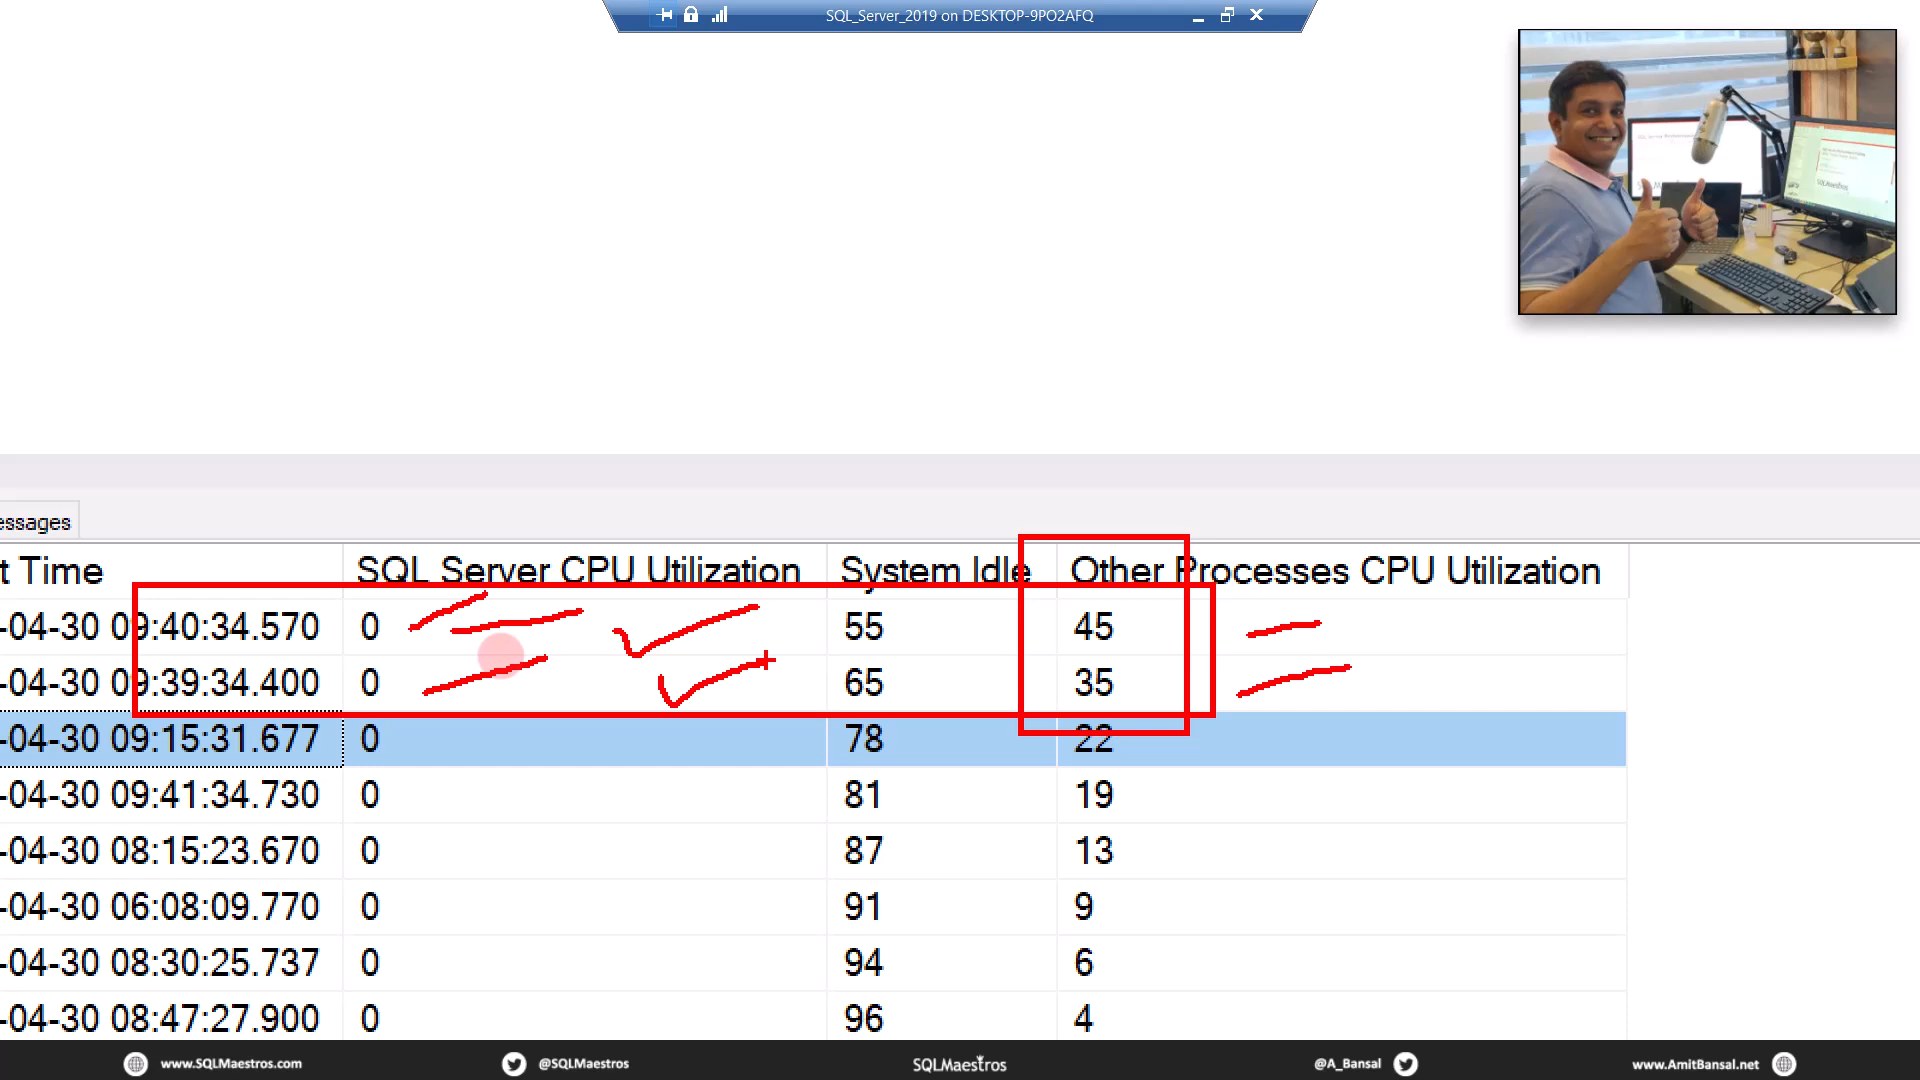 SQL_Server_2019 on DESKTOP-9PO2AFQ
SQLMaestros
essages
t Time SQL Server CPU Utilization System Idle Other Processes CPU Utilization
-04-30 09:40:34.570 0 55 45
-04-30 09:39:34.400 0 65 35
-04-30 09:15:31.677 0 78 22
-04-30 09:41:34.730 0 81 19
-04-30 08:15:23.670 0 87 13
-04-30 06:08:09.770 0 91 9
-04-30 08:30:25.737 0 94 6
-04-30 08:47:27.900 0 96 4
www.SQLMaestros.com @SQLMaestros SQLMaestros @A_Bansal www.AmitBansal.net